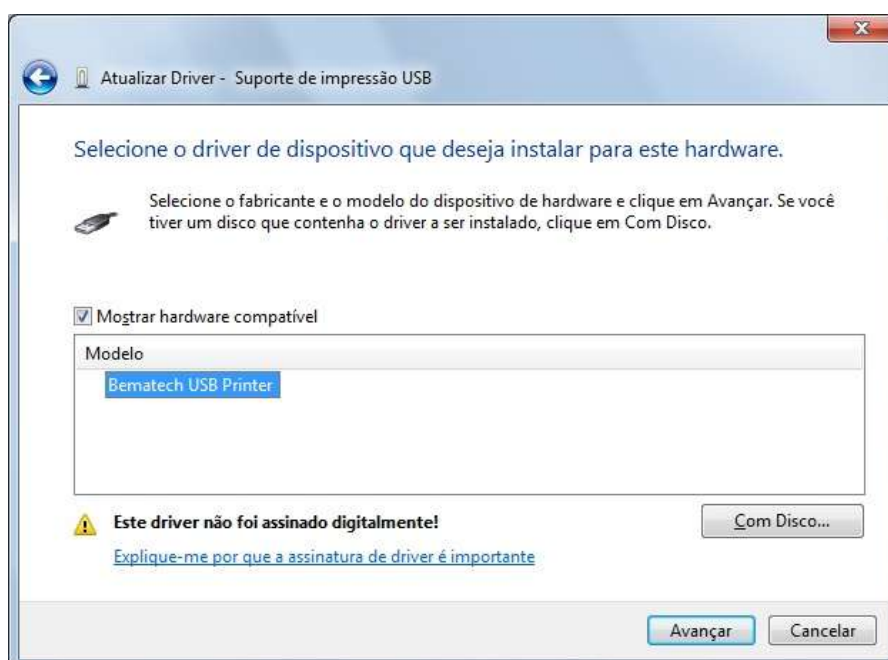 Atualizar Driver - Suporte de impressão USB
Selecione o driver de dispositivo que deseja instalar para este hardware.
Selecione o fabricante e o modelo do dispositivo de hardware e clique em Avançar. Se você
tiver um disco que contenha o driver a ser instalado, clique em Com Disco.
Mostrar hardware compatível
Modelo
Bematech USB Printer
Este driver não foi assinado digitalmente!
Com Disco...
Explique-me por que a assinatura de driver é importante
Avançar
Cancelar